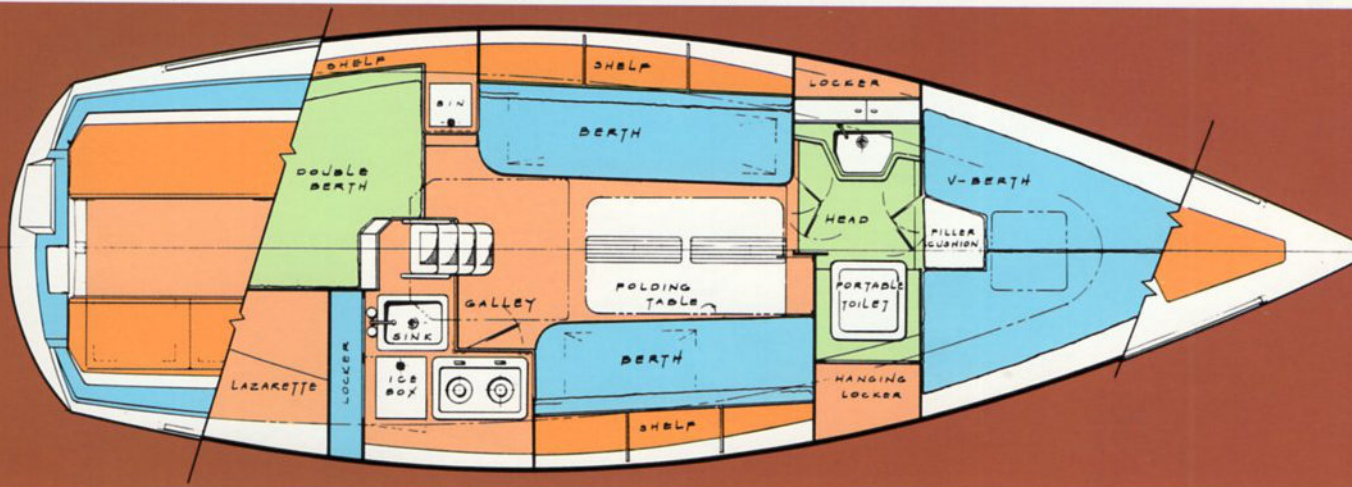 SHELF
SHELF
LOCKER
BIN
BERTH
DOUBLE
BERTH
V-BERTH
HEAD
FILLER
CUSHION
PORTABLE
TOILET
FOLDING
TABLE
GALLEY
SINK
BERTH
ICE
BOX
LAZARETTE
LOCKER
HANGING
LOCKER
SHELF